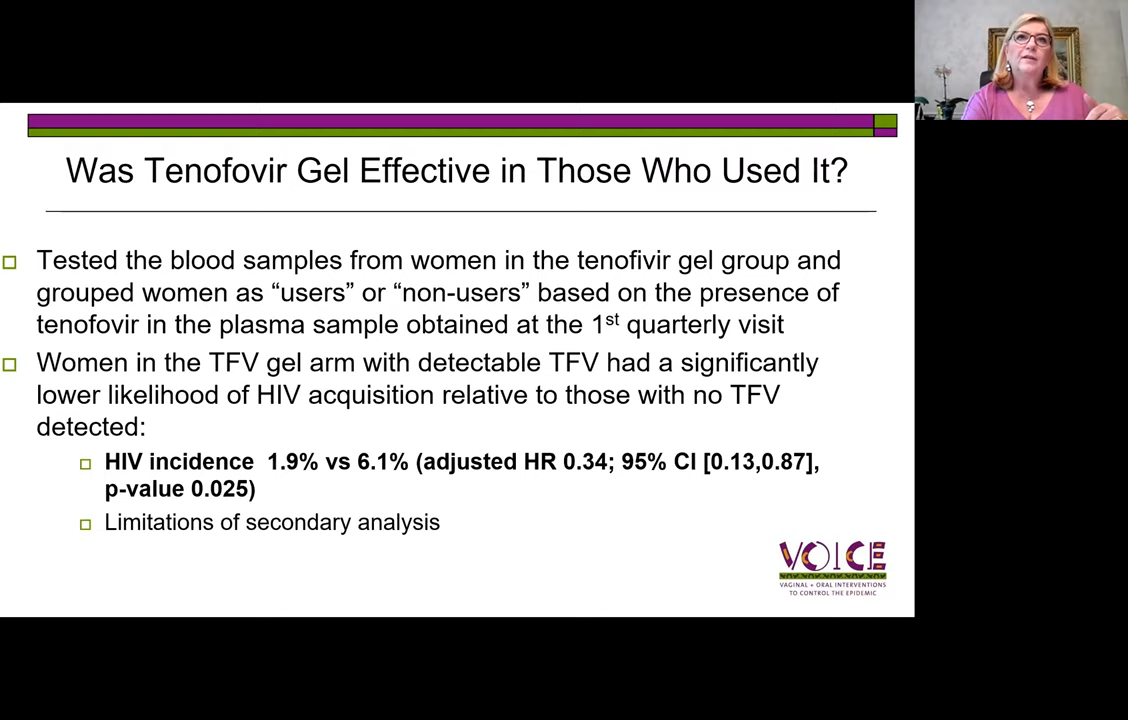 Was Tenofovir Gel Effective in Those Who Used It?
Tested the blood samples from women in the tenofivir gel group and
grouped women as “users” or “non-users” based on the presence of
tenofovir in the plasma sample obtained at the 1st quarterly visit
Women in the TFV gel arm with detectable TFV had a significantly
lower likelihood of HIV acquisition relative to those with no TFV
detected:
HIV incidence  1.9% vs 6.1% (adjusted HR 0.34; 95% CI [0.13,0.87],
p-value 0.025)
Limitations of secondary analysis
VOICE
VAGINAL + ORAL INTERVENTIONS
TO CONTROL THE EPIDEMIC